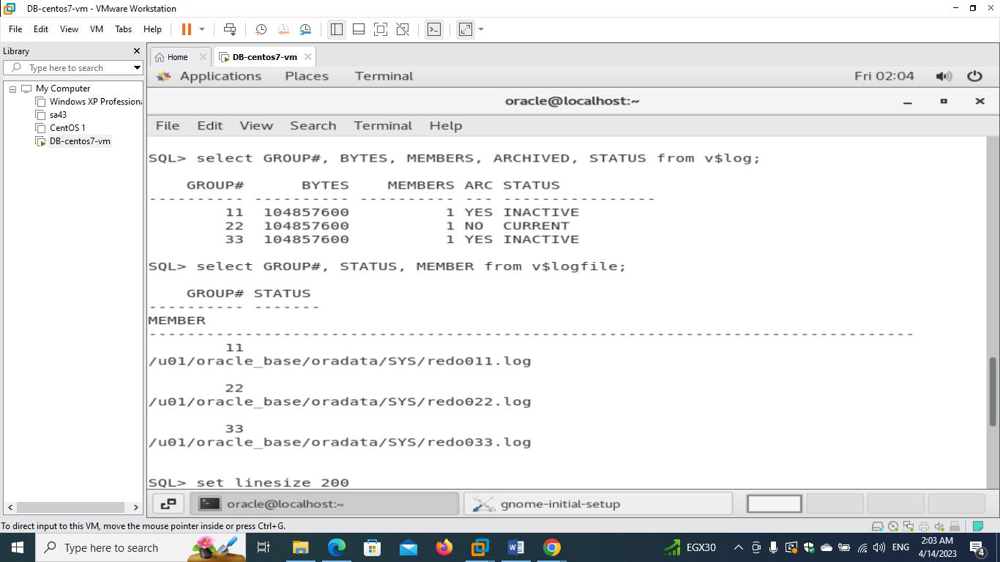 DB-centos7-vm - VMware Workstation
File Edit View VM Tabs Help
Library
Type here to search
My Computer
Windows XP Professiona
sa43
CentOS 1
DB-centos7-vm
Home DB-centos7-vm
Applications Places Terminal Fri 02:04
oracle@localhost:~
File Edit View Search Terminal Help
SQL> select GROUP#, BYTES, MEMBERS, ARCHIVED, STATUS from v$log;
GROUP# BYTES MEMBERS ARC STATUS
---------- ---------- ---------- --- ----------------
11 104857600 1 YES INACTIVE
22 104857600 1 NO CURRENT
33 104857600 1 YES INACTIVE
SQL> select GROUP#, STATUS, MEMBER from v$logfile;
GROUP# STATUS
---------- -------
MEMBER
--------------------------------------------------------------------------------
11
/u01/oracle_base/oradata/SYS/redo011.log
22
/u01/oracle_base/oradata/SYS/redo022.log
33
/u01/oracle_base/oradata/SYS/redo033.log
SQL> set linesize 200
oracle@localhost:~ gnome-initial-setup
To direct input to this VM, move the mouse pointer inside or press Ctrl+G.
Type here to search
EGX30
ENG
2:03 AM
4/14/2023
4